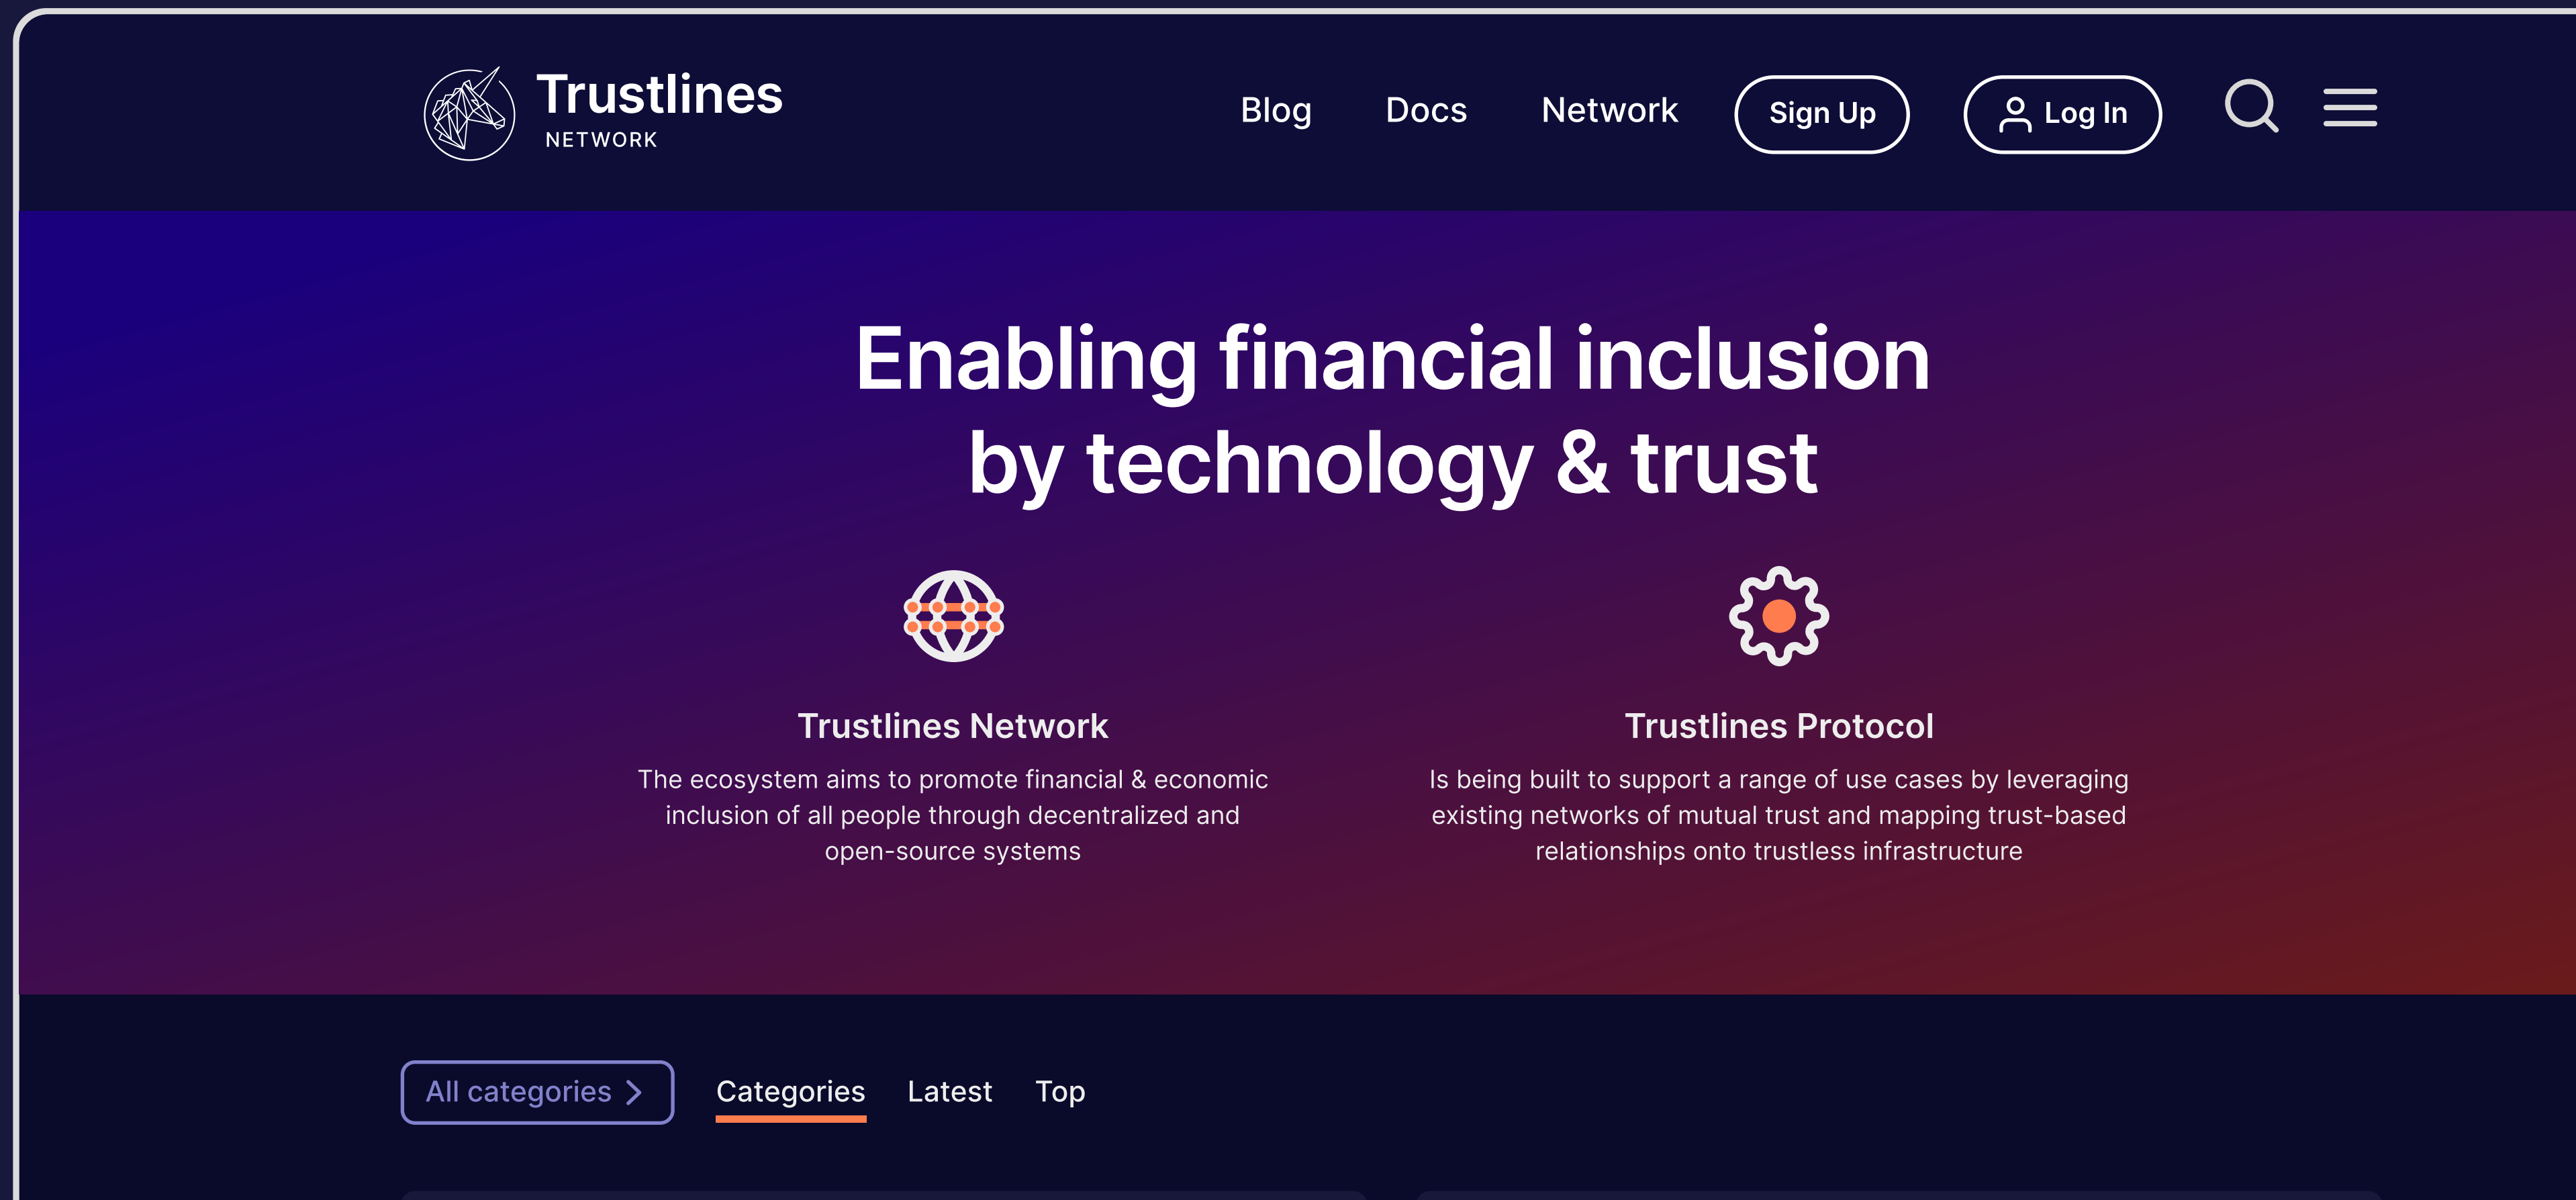 Trustlines
NETWORK
Blog
Docs
Network
Sign Up
Log In
Enabling financial inclusion
by technology & trust
Trustlines Network
The ecosystem aims to promote financial & economic
inclusion of all people through decentralized and
open-source systems
Trustlines Protocol
Is being built to support a range of use cases by leveraging
existing networks of mutual trust and mapping trust-based
relationships onto trustless infrastructure
All categories
Categories
Latest
Top